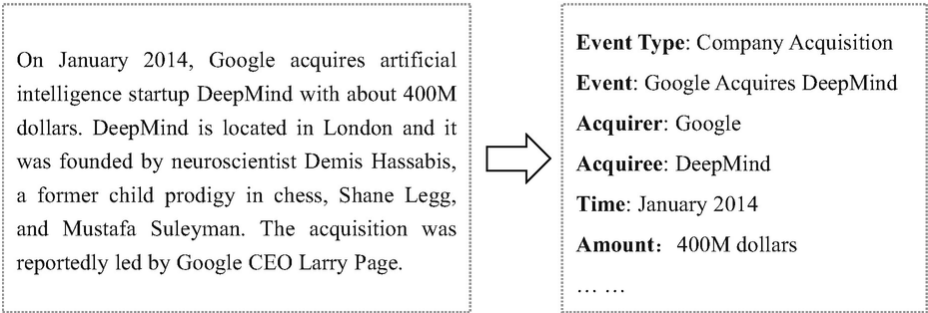 On January 2014, Google acquires artificial
intelligence startup DeepMind with about 400M
dollars. DeepMind is located in London and it
was founded by neuroscientist Demis Hassabis,
a former child prodigy in chess, Shane Legg,
and Mustafa Suleyman. The acquisition was
reportedly led by Google CEO Larry Page.
Event Type: Company Acquisition
Event: Google Acquires DeepMind
Acquirer: Google
Acquiree: DeepMind
Time: January 2014
Amount：400M dollars
… …